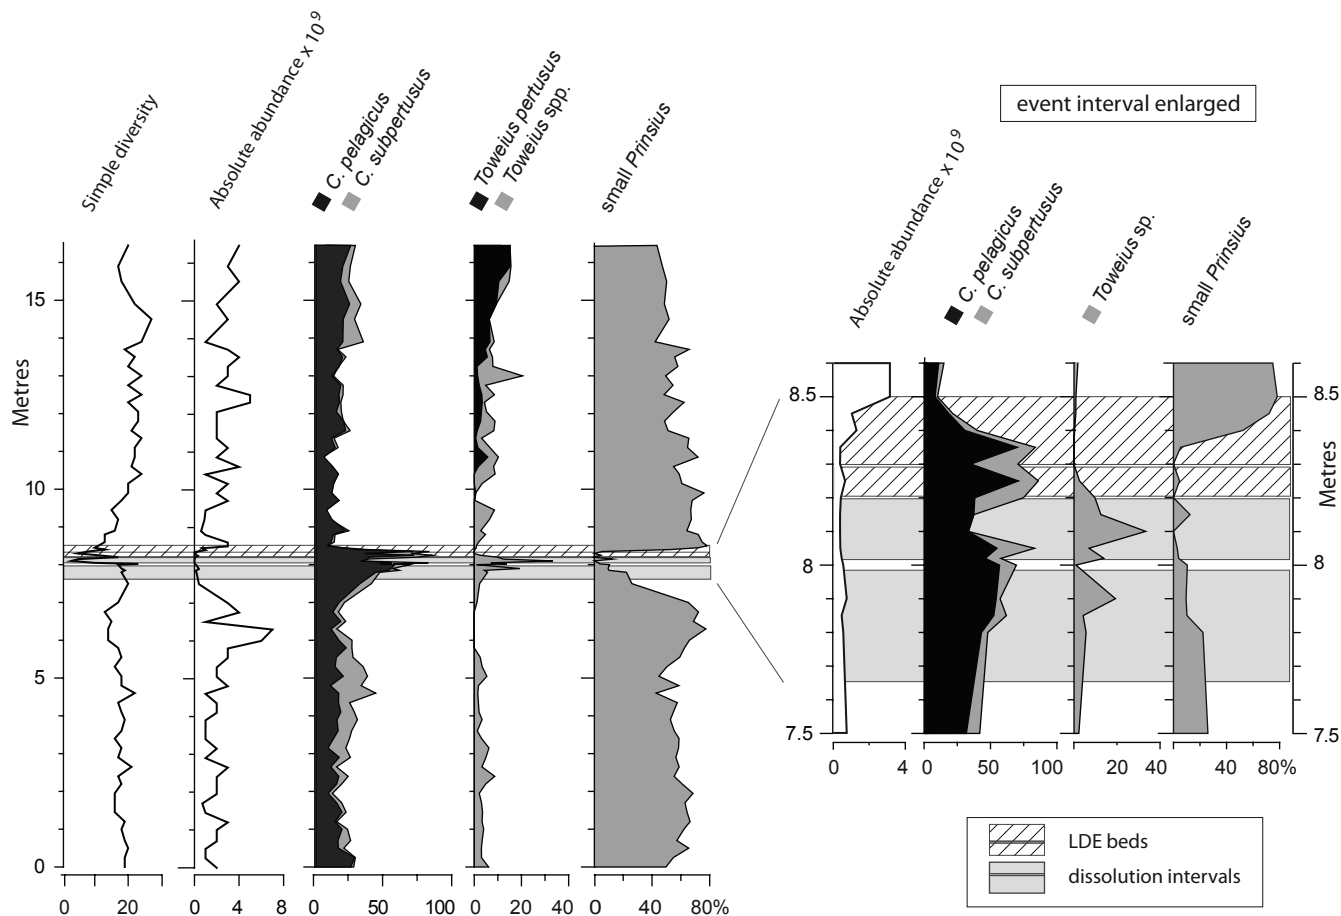 Simple diversity
Absolute abundance x 10⁹
C. pelagicus
C. subpertusus
Toweius pertusus
Toweius spp.
small Prinsius
event interval enlarged
Absolute abundance x 10⁹
C. pelagicus
C. subpertusus
Toweius sp.
small Prinsius
Metres
15
10
5
0
0 20
0 4 8
0 50 100
0 20 40
0 40 80%
8.5
8
7.5
0 4
0 50 100
20 40
40 80%
8.5
8
7.5
Metres
LDE beds
dissolution intervals